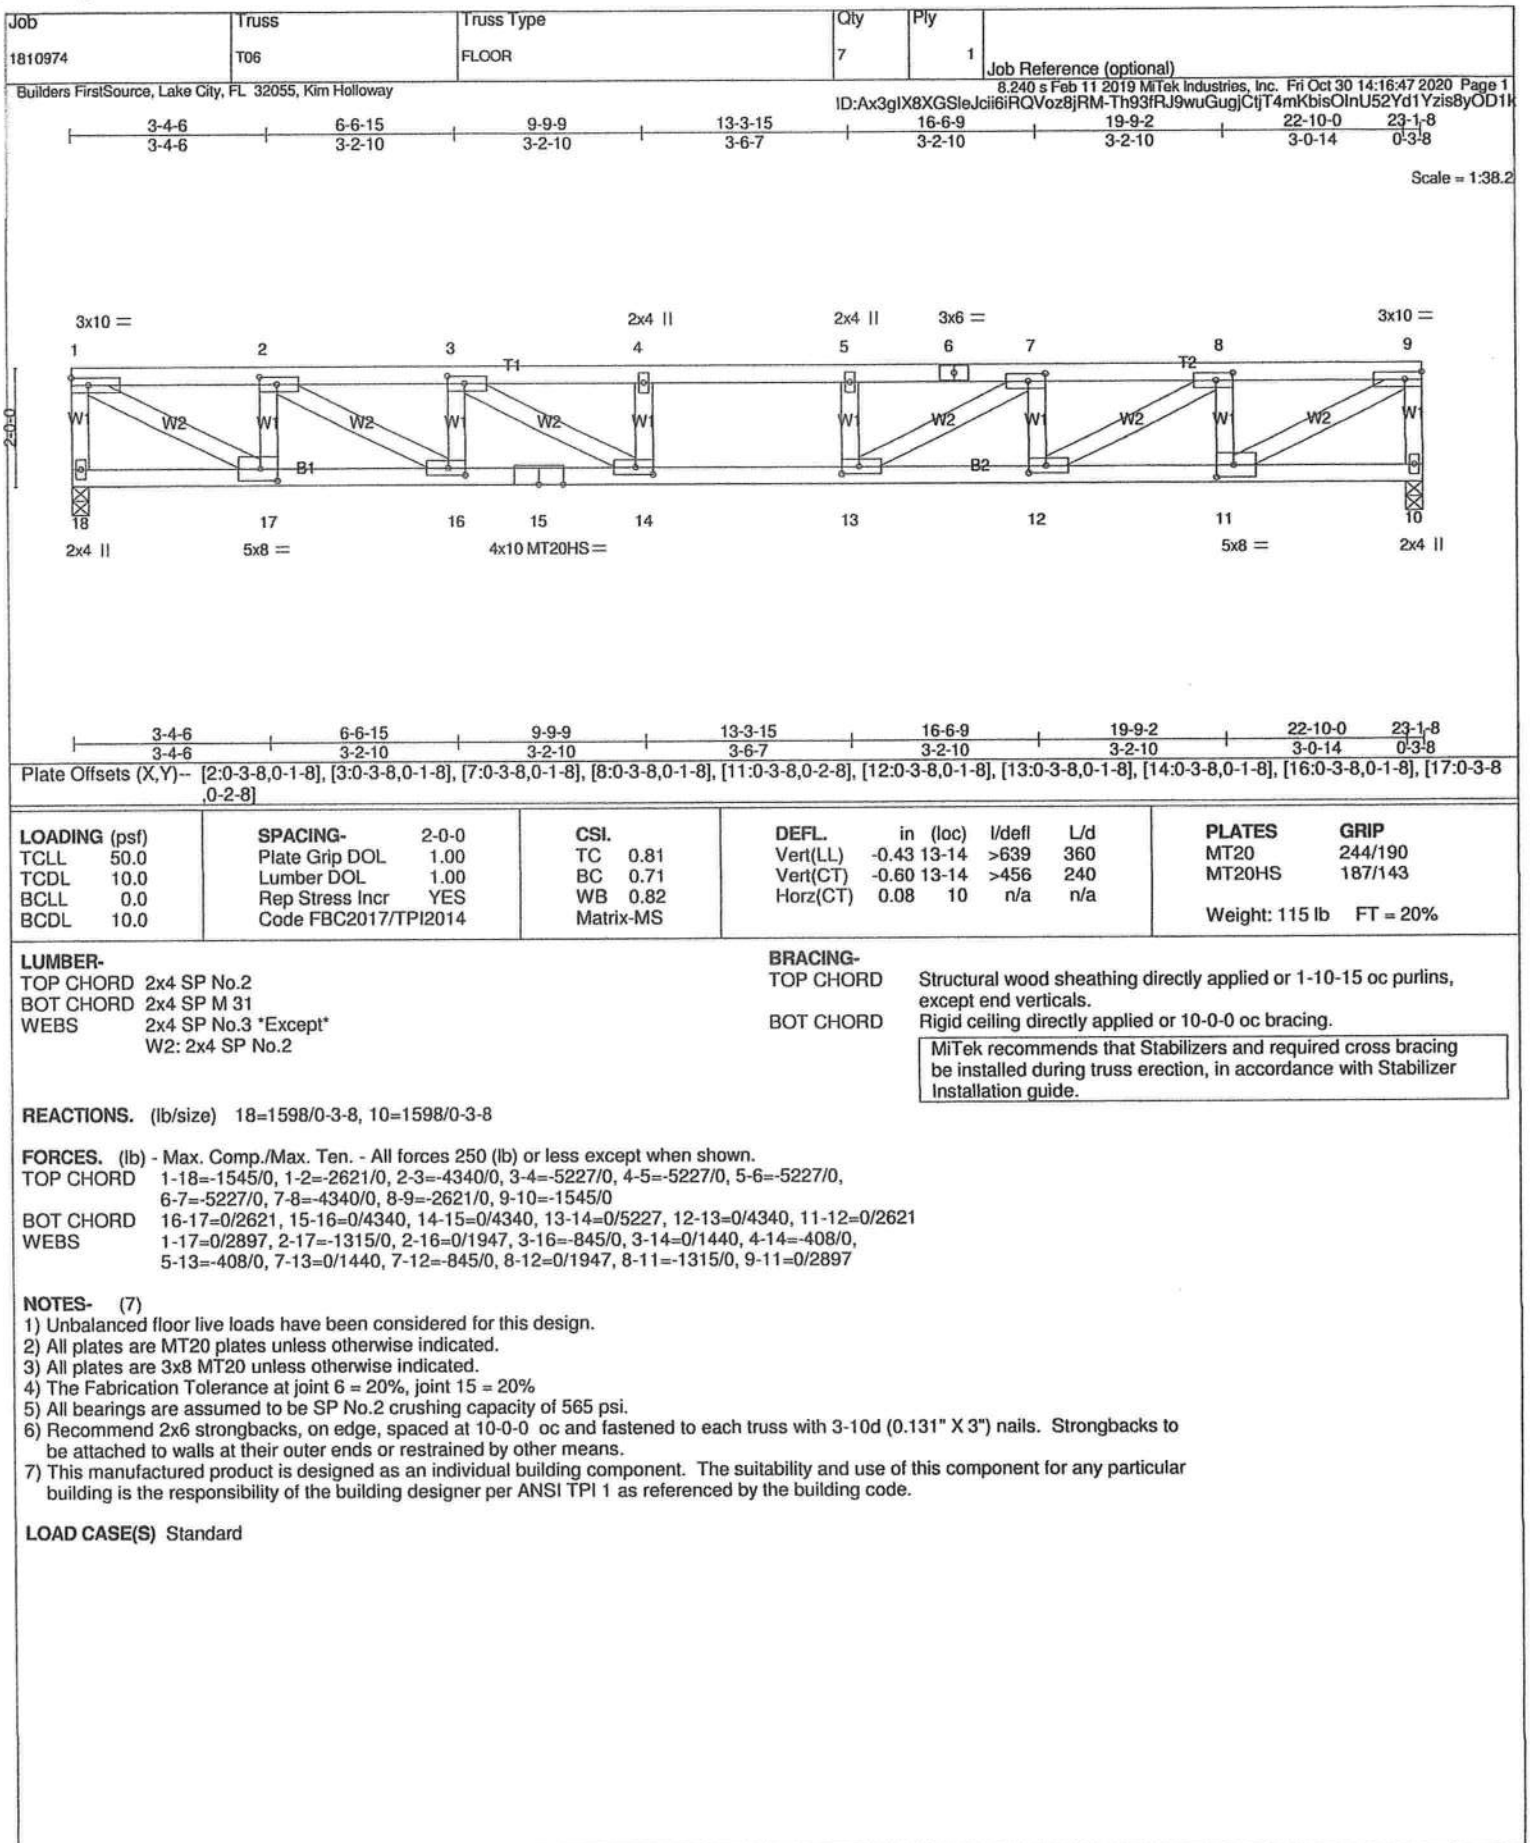 Job Truss Truss Type Qty Ply
1810974 T06 FLOOR 7 1
Job Reference (optional)
Builders FirstSource, Lake City, FL 32055, Kim Holloway 8.240 s Feb 11 2019 MiTek Industries, Inc. Fri Oct 30 14:16:47 2020 Page 1
3-4-6 6-6-15 9-9-9 13-3-15 16-6-9 19-9-2 22-10-0 23-1-8
3-4-6 3-2-10 3-2-10 3-6-7 3-2-10 3-2-10 3-0-14 0-3-8
Scale = 1:38.2
3x10 = 2x4 || 2x4 || 3x6 = 3x10 =
1 2 3 4 5 6 7 8 9
T1 T2
2-0-0
W1 W2 W1 W2 W1 W2 W1 W1 W2 W1 W2 W1 W2 W1
B1 B2
18 17 16 15 14 13 12 11 10
2x4 || 5x8 = 4x10 MT20HS= 5x8 = 2x4 ||
3-4-6 6-6-15 9-9-9 13-3-15 16-6-9 19-9-2 22-10-0 23-1-8
3-4-6 3-2-10 3-2-10 3-6-7 3-2-10 3-2-10 3-0-14 0-3-8
Plate Offsets (X,Y)-- [2:0-3-8,0-1-8], [3:0-3-8,0-1-8], [7:0-3-8,0-1-8], [8:0-3-8,0-1-8], [11:0-3-8,0-2-8], [12:0-3-8,0-1-8], [13:0-3-8,0-1-8], [14:0-3-8,0-1-8], [16:0-3-8,0-1-8], [17:0-3-8
,0-2-8]
LOADING (psf) SPACING- 2-0-0 CSI. DEFL. in (loc) l/defl L/d PLATES GRIP
TCLL 50.0 Plate Grip DOL 1.00 TC 0.81 Vert(LL) -0.43 13-14 >639 360 MT20 244/190
TCDL 10.0 Lumber DOL 1.00 BC 0.71 Vert(CT) -0.60 13-14 >456 240 MT20HS 187/143
BCLL 0.0 Rep Stress Incr YES WB 0.82 Horz(CT) 0.08 10 n/a n/a
BCDL 10.0 Code FBC2017/TPI2014 Matrix-MS Weight: 115 lb FT = 20%
LUMBER-
TOP CHORD 2x4 SP No.2
BOT CHORD 2x4 SP M 31
WEBS 2x4 SP No.3 *Except*
W2: 2x4 SP No.2
BRACING-
TOP CHORD Structural wood sheathing directly applied or 1-10-15 oc purlins,
except end verticals.
BOT CHORD Rigid ceiling directly applied or 10-0-0 oc bracing.
MiTek recommends that Stabilizers and required cross bracing
be installed during truss erection, in accordance with Stabilizer
Installation guide.
REACTIONS. (lb/size) 18=1598/0-3-8, 10=1598/0-3-8
FORCES. (lb) - Max. Comp./Max. Ten. - All forces 250 (lb) or less except when shown.
TOP CHORD 1-18=-1545/0, 1-2=-2621/0, 2-3=-4340/0, 3-4=-5227/0, 4-5=-5227/0, 5-6=-5227/0,
6-7=-5227/0, 7-8=-4340/0, 8-9=-2621/0, 9-10=-1545/0
BOT CHORD 16-17=0/2621, 15-16=0/4340, 14-15=0/4340, 13-14=0/5227, 12-13=0/4340, 11-12=0/2621
WEBS 1-17=0/2897, 2-17=-1315/0, 2-16=0/1947, 3-16=-845/0, 3-14=0/1440, 4-14=-408/0,
5-13=-408/0, 7-13=0/1440, 7-12=-845/0, 8-12=0/1947, 8-11=-1315/0, 9-11=0/2897
NOTES- (7)
1) Unbalanced floor live loads have been considered for this design.
2) All plates are MT20 plates unless otherwise indicated.
3) All plates are 3x8 MT20 unless otherwise indicated.
4) The Fabrication Tolerance at joint 6 = 20%, joint 15 = 20%
5) All bearings are assumed to be SP No.2 crushing capacity of 565 psi.
6) Recommend 2x6 strongbacks, on edge, spaced at 10-0-0 oc and fastened to each truss with 3-10d (0.131" X 3") nails. Strongbacks to
be attached to walls at their outer ends or restrained by other means.
7) This manufactured product is designed as an individual building component. The suitability and use of this component for any particular
building is the responsibility of the building designer per ANSI TPI 1 as referenced by the building code.
LOAD CASE(S) Standard